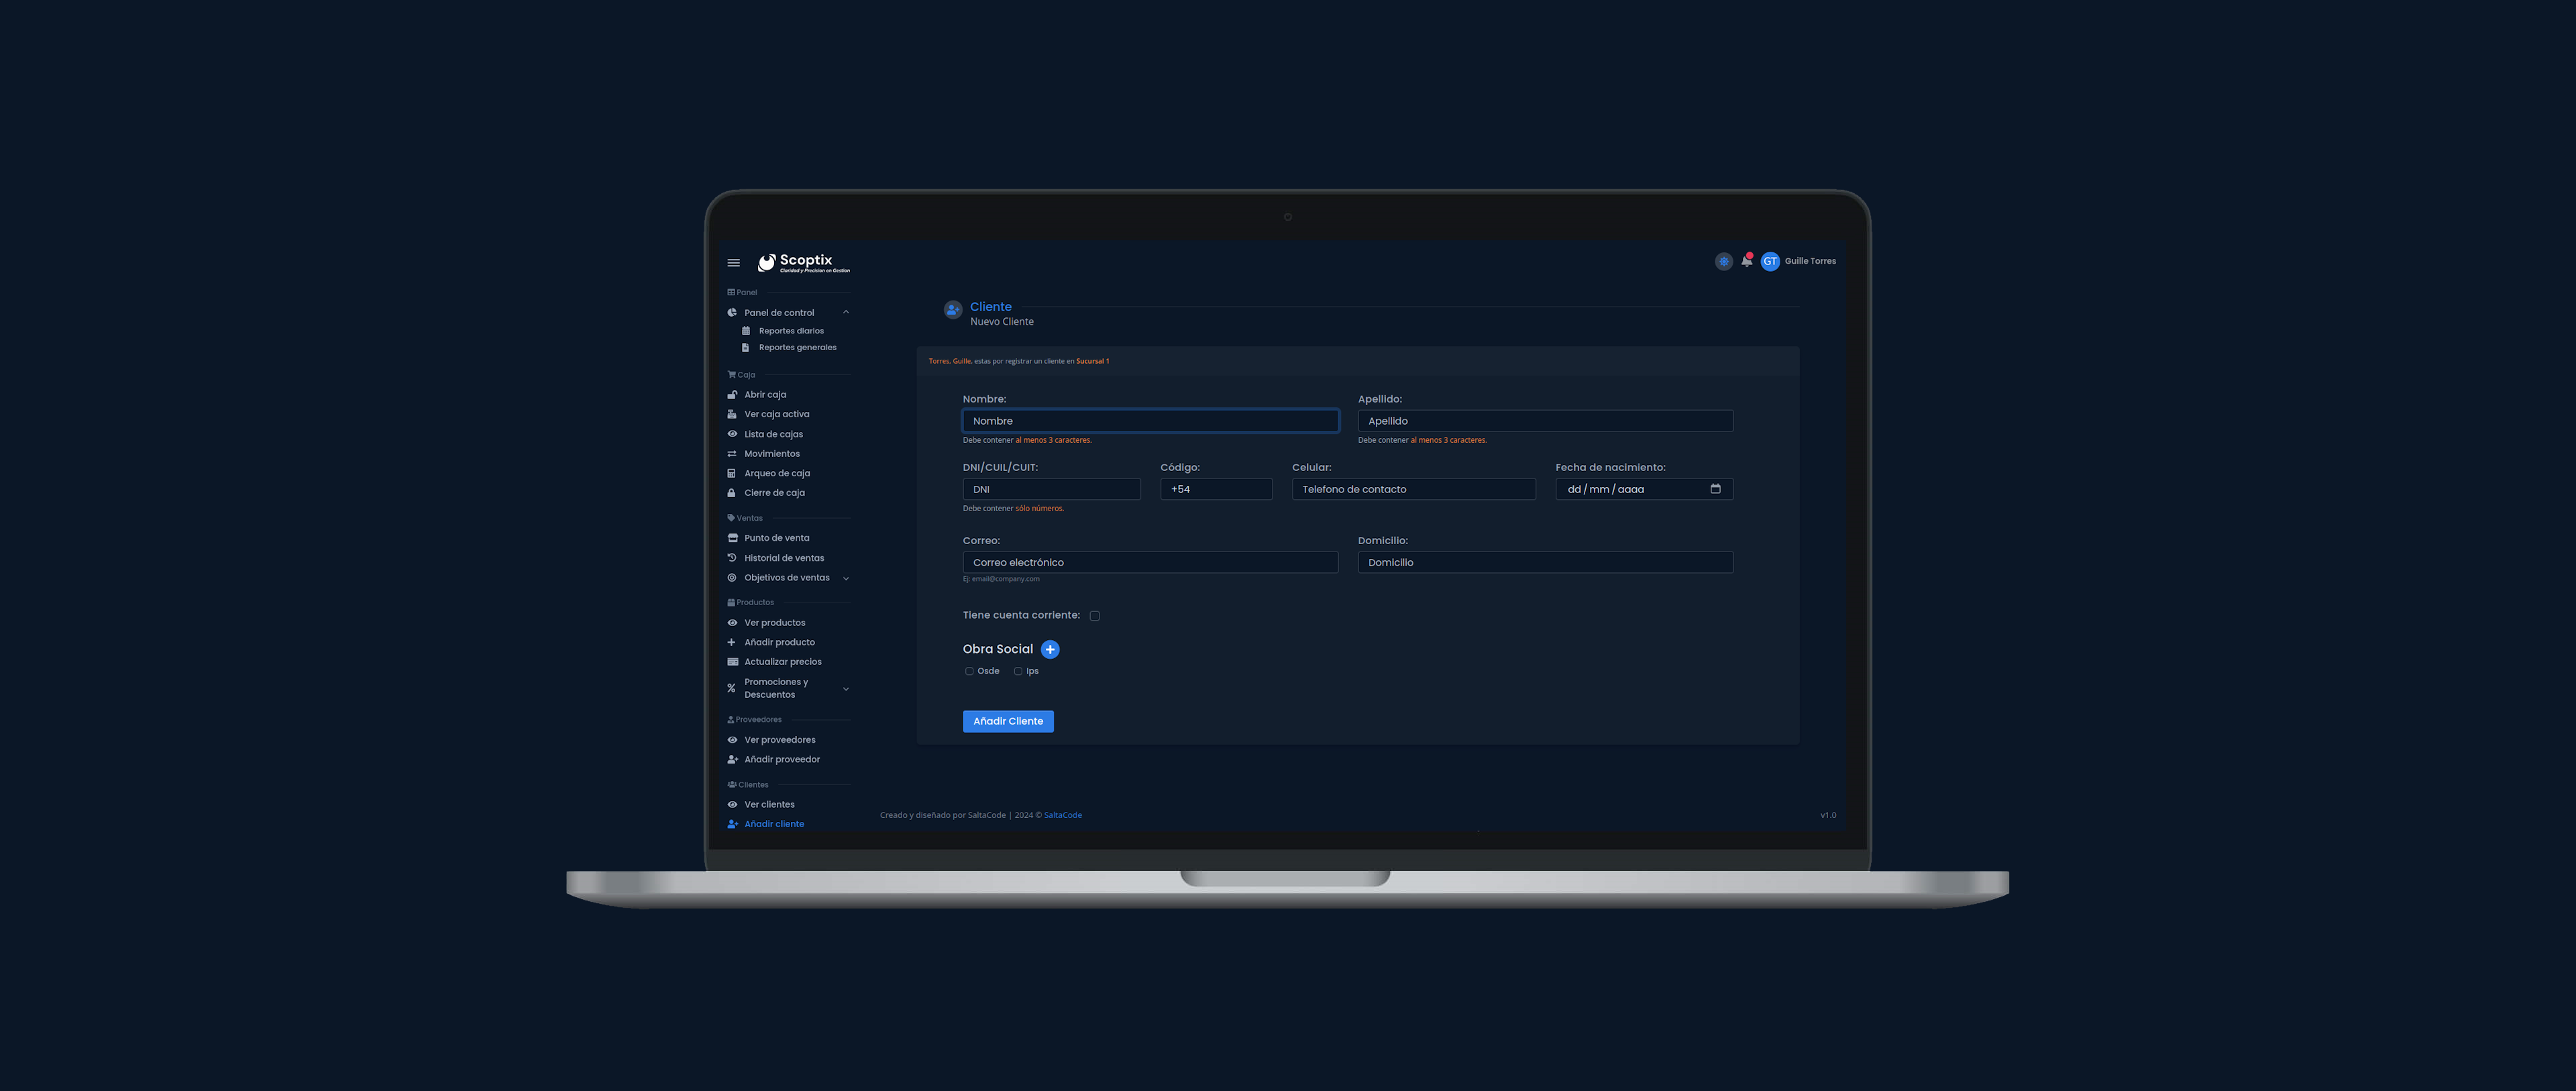 Scoptix
Claridad y Precision en Gestion
GT
Guille Torres
Panel
Panel de control
Reportes diarios
Reportes generales
Caja
Abrir caja
Ver caja activa
Lista de cajas
Movimientos
Arqueo de caja
Cierre de caja
Ventas
Punto de venta
Historial de ventas
Objetivos de ventas
Productos
Ver productos
Añadir producto
Actualizar precios
Promociones y
Descuentos
Proveedores
Ver proveedores
Añadir proveedor
Clientes
Ver clientes
Añadir cliente
Cliente
Nuevo Cliente
Torres, Guille, estas por registrar un cliente en Sucursal 1
Nombre:
Nombre
Debe contener al menos 3 caracteres.
Apellido:
Apellido
Debe contener al menos 3 caracteres.
DNI/CUIL/CUIT:
DNI
Debe contener sólo números.
Código:
+54
Celular:
Telefono de contacto
Fecha de nacimiento:
dd / mm / aaaa
Correo:
Correo electrónico
Ej: email@company.com
Domicilio:
Domicilio
Tiene cuenta corriente:
Obra Social
Osde
Ips
Añadir Cliente
Creado y diseñado por SaltaCode | 2024 © SaltaCode
v1.0